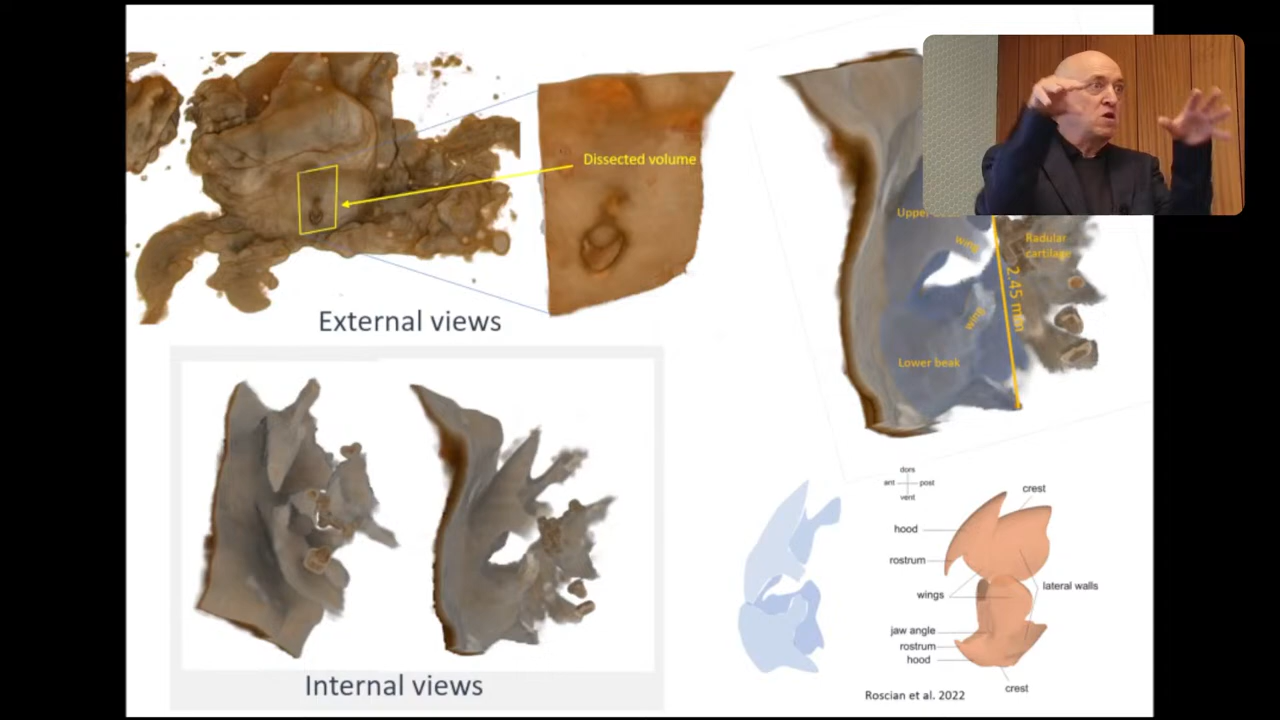 Dissected volume
External views
Internal views
Upper
wing
Radular
cartilage
2.45 mm
wing
Lower beak
dors
ant
post
vent
crest
hood
rostrum
wings
lateral walls
jaw angle
rostrum
hood
crest
Roscian et al. 2022